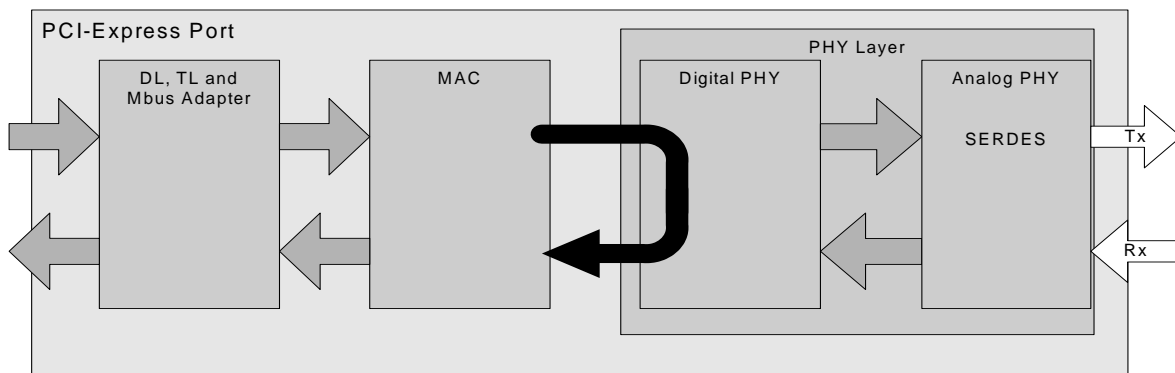 PCI-Express Port
PHY Layer
DL, TL and
Mbus Adapter
MAC
Digital PHY
Analog PHY
SERDES
Tx
Rx